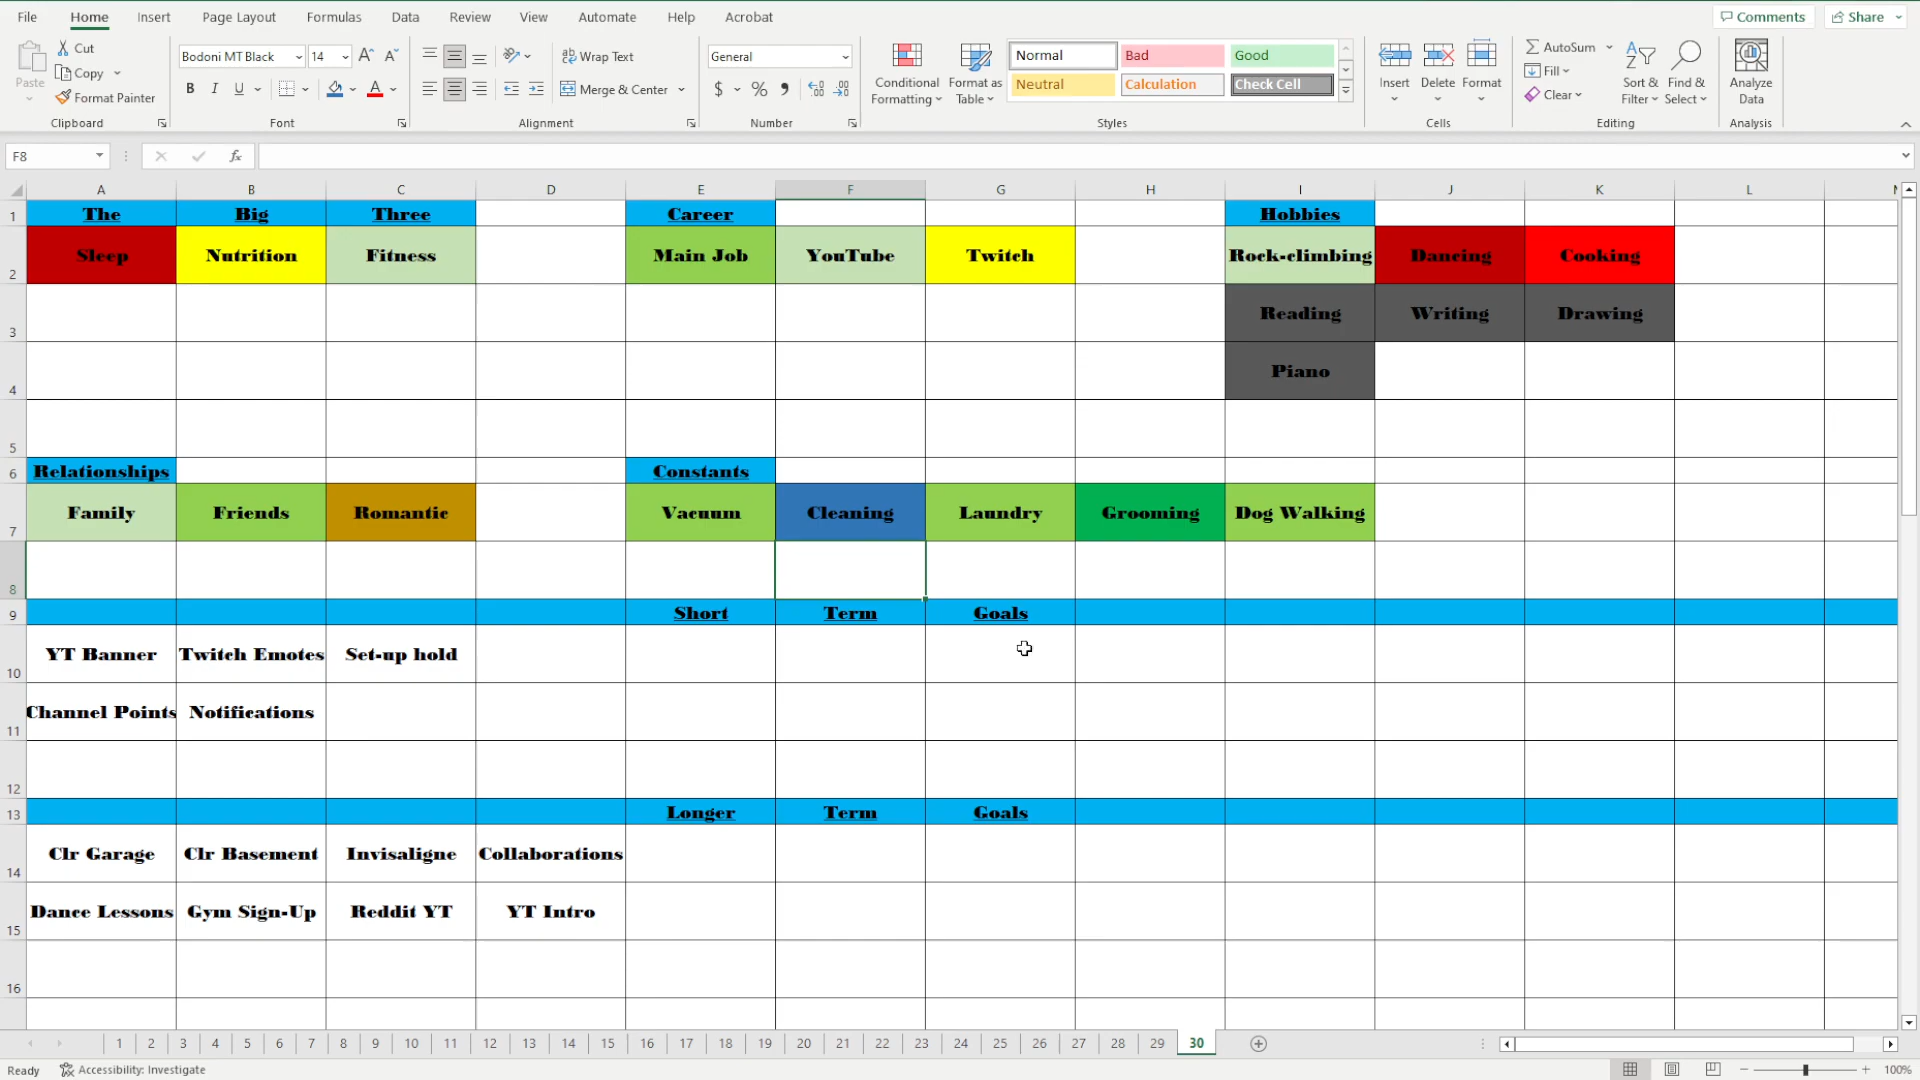 File Home Insert Page Layout Formulas Data Review View Automate Help Acrobat Comments Share
Paste Cut Copy Format Painter Clipboard
Bodoni MT Black 14 A A B I U A Font
Wrap Text Merge & Center Alignment
General $ % Number
Conditional Formatting Format as Table
Normal Bad Good
Neutral Calculation Check Cell
Styles
Insert Delete Format Cells
AutoSum Fill Clear Sort & Filter Find & Select Editing
Analyze Data Analysis
F8 fx
A B C D E F G H I J K L
1 The Big Three Career Hobbies
2 Sleep Nutrition Fitness Main Job YouTube Twitch Rock-climbing Dancing Cooking
3 Reading Writing Drawing
4 Piano
5
6 Relationships Constants
7 Family Friends Romantic Vacuum Cleaning Laundry Grooming Dog Walking
8
9 Short Term Goals
10 YT Banner Twitch Emotes Set-up hold
11 Channel Points Notifications
12
13 Longer Term Goals
14 Clr Garage Clr Basement Invisaligne Collaborations
15 Dance Lessons Gym Sign-Up Reddit YT YT Intro
16
1 2 3 4 5 6 7 8 9 10 11 12 13 14 15 16 17 18 19 20 21 22 23 24 25 26 27 28 29 30
Ready Accessibility: Investigate 100%